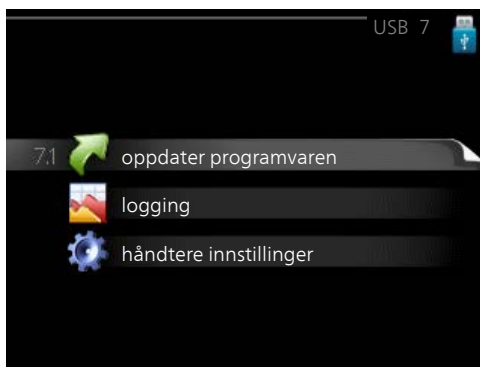 USB 7
7.1 oppdater programvaren
logging
håndtere innstillinger